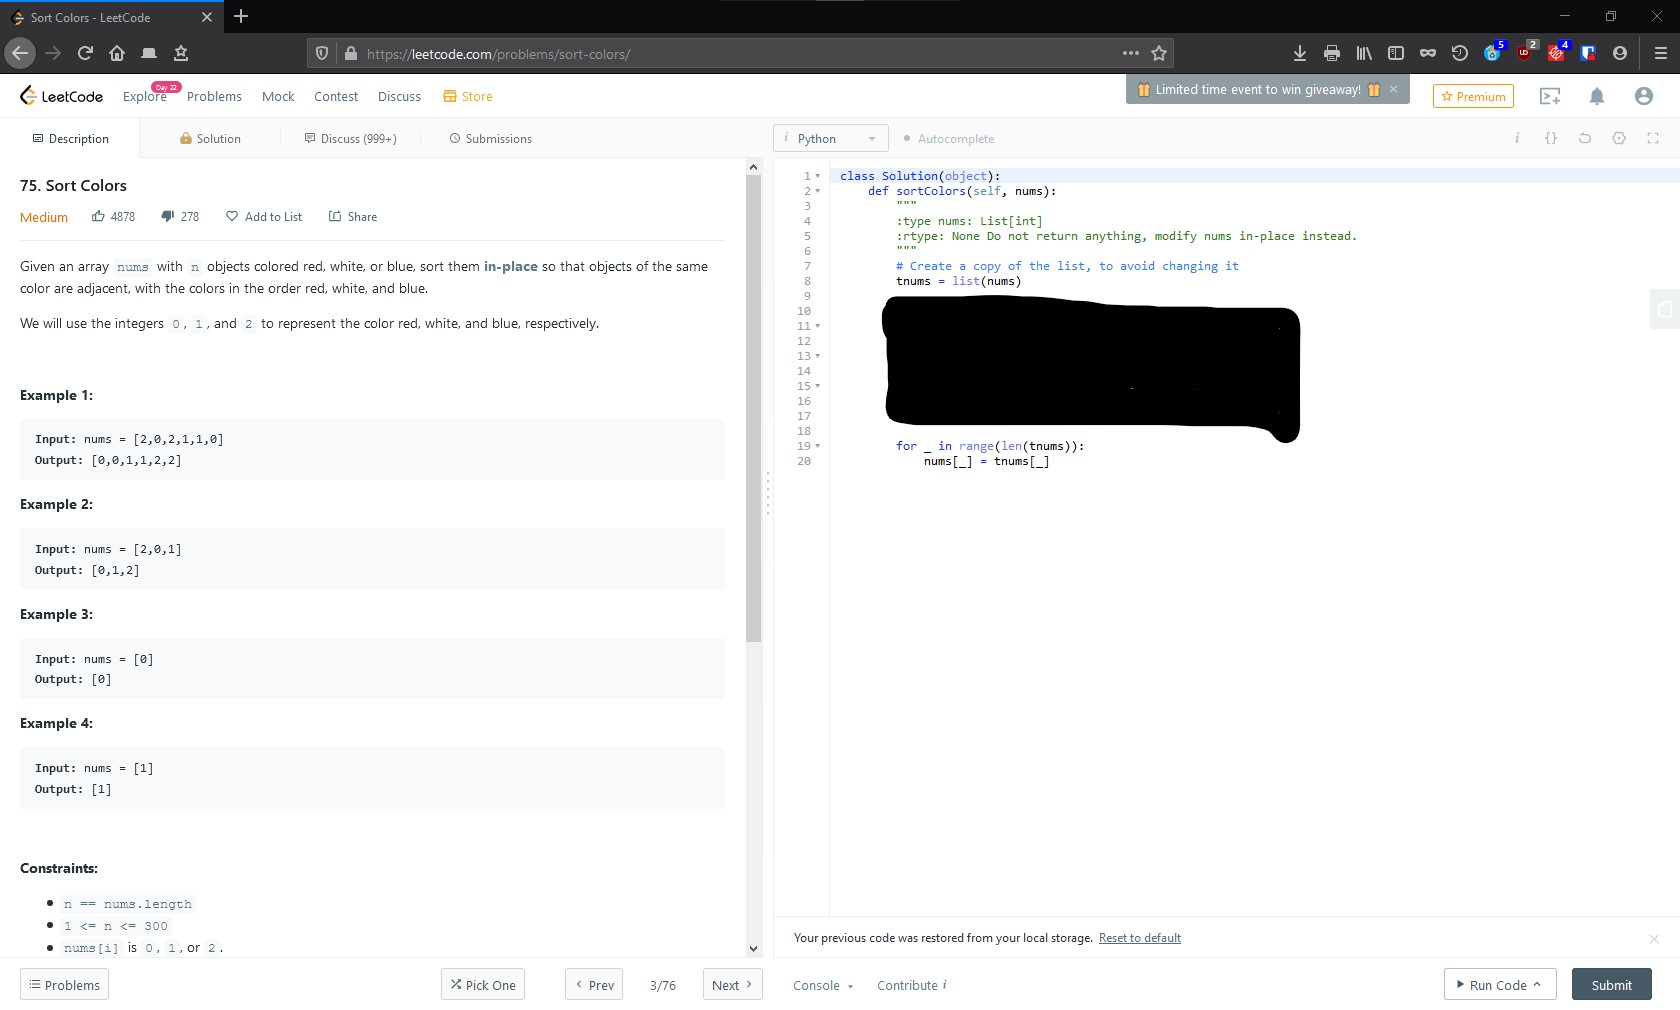 Sort Colors - LeetCode
https://leetcode.com/problems/sort-colors/
5
2
4
LeetCode
Explore
Day 22
Problems
Mock
Contest
Discuss
Store
Limited time event to win giveaway!
Premium
Description
Solution
Discuss (999+)
Submissions
75. Sort Colors
Medium
4878
278
Add to List
Share
Given an array nums with n objects colored red, white, or blue, sort them in-place so that objects of the same
color are adjacent, with the colors in the order red, white, and blue.
We will use the integers 0, 1, and 2 to represent the color red, white, and blue, respectively.
Example 1:
Input: nums = [2,0,2,1,1,0]
Output: [0,0,1,1,2,2]
Example 2:
Input: nums = [2,0,1]
Output: [0,1,2]
Example 3:
Input: nums = [0]
Output: [0]
Example 4:
Input: nums = [1]
Output: [1]
Constraints:
n == nums.length
1 <= n <= 300
nums[i] is 0, 1, or 2.
Problems
Pick One
Prev
3/76
Next
i Python
Autocomplete
i {}
1 class Solution(object):
2 def sortColors(self, nums):
3 """
4 :type nums: List[int]
5 :rtype: None Do not return anything, modify nums in-place instead.
6 """
7 # Create a copy of the list, to avoid changing it
8 tnums = list(nums)
9
10
11
12
13
14
15
16
17
18
19 for _ in range(len(tnums)):
20 nums[_] = tnums[_]
Your previous code was restored from your local storage. Reset to default
Console
Contribute i
Run Code
Submit